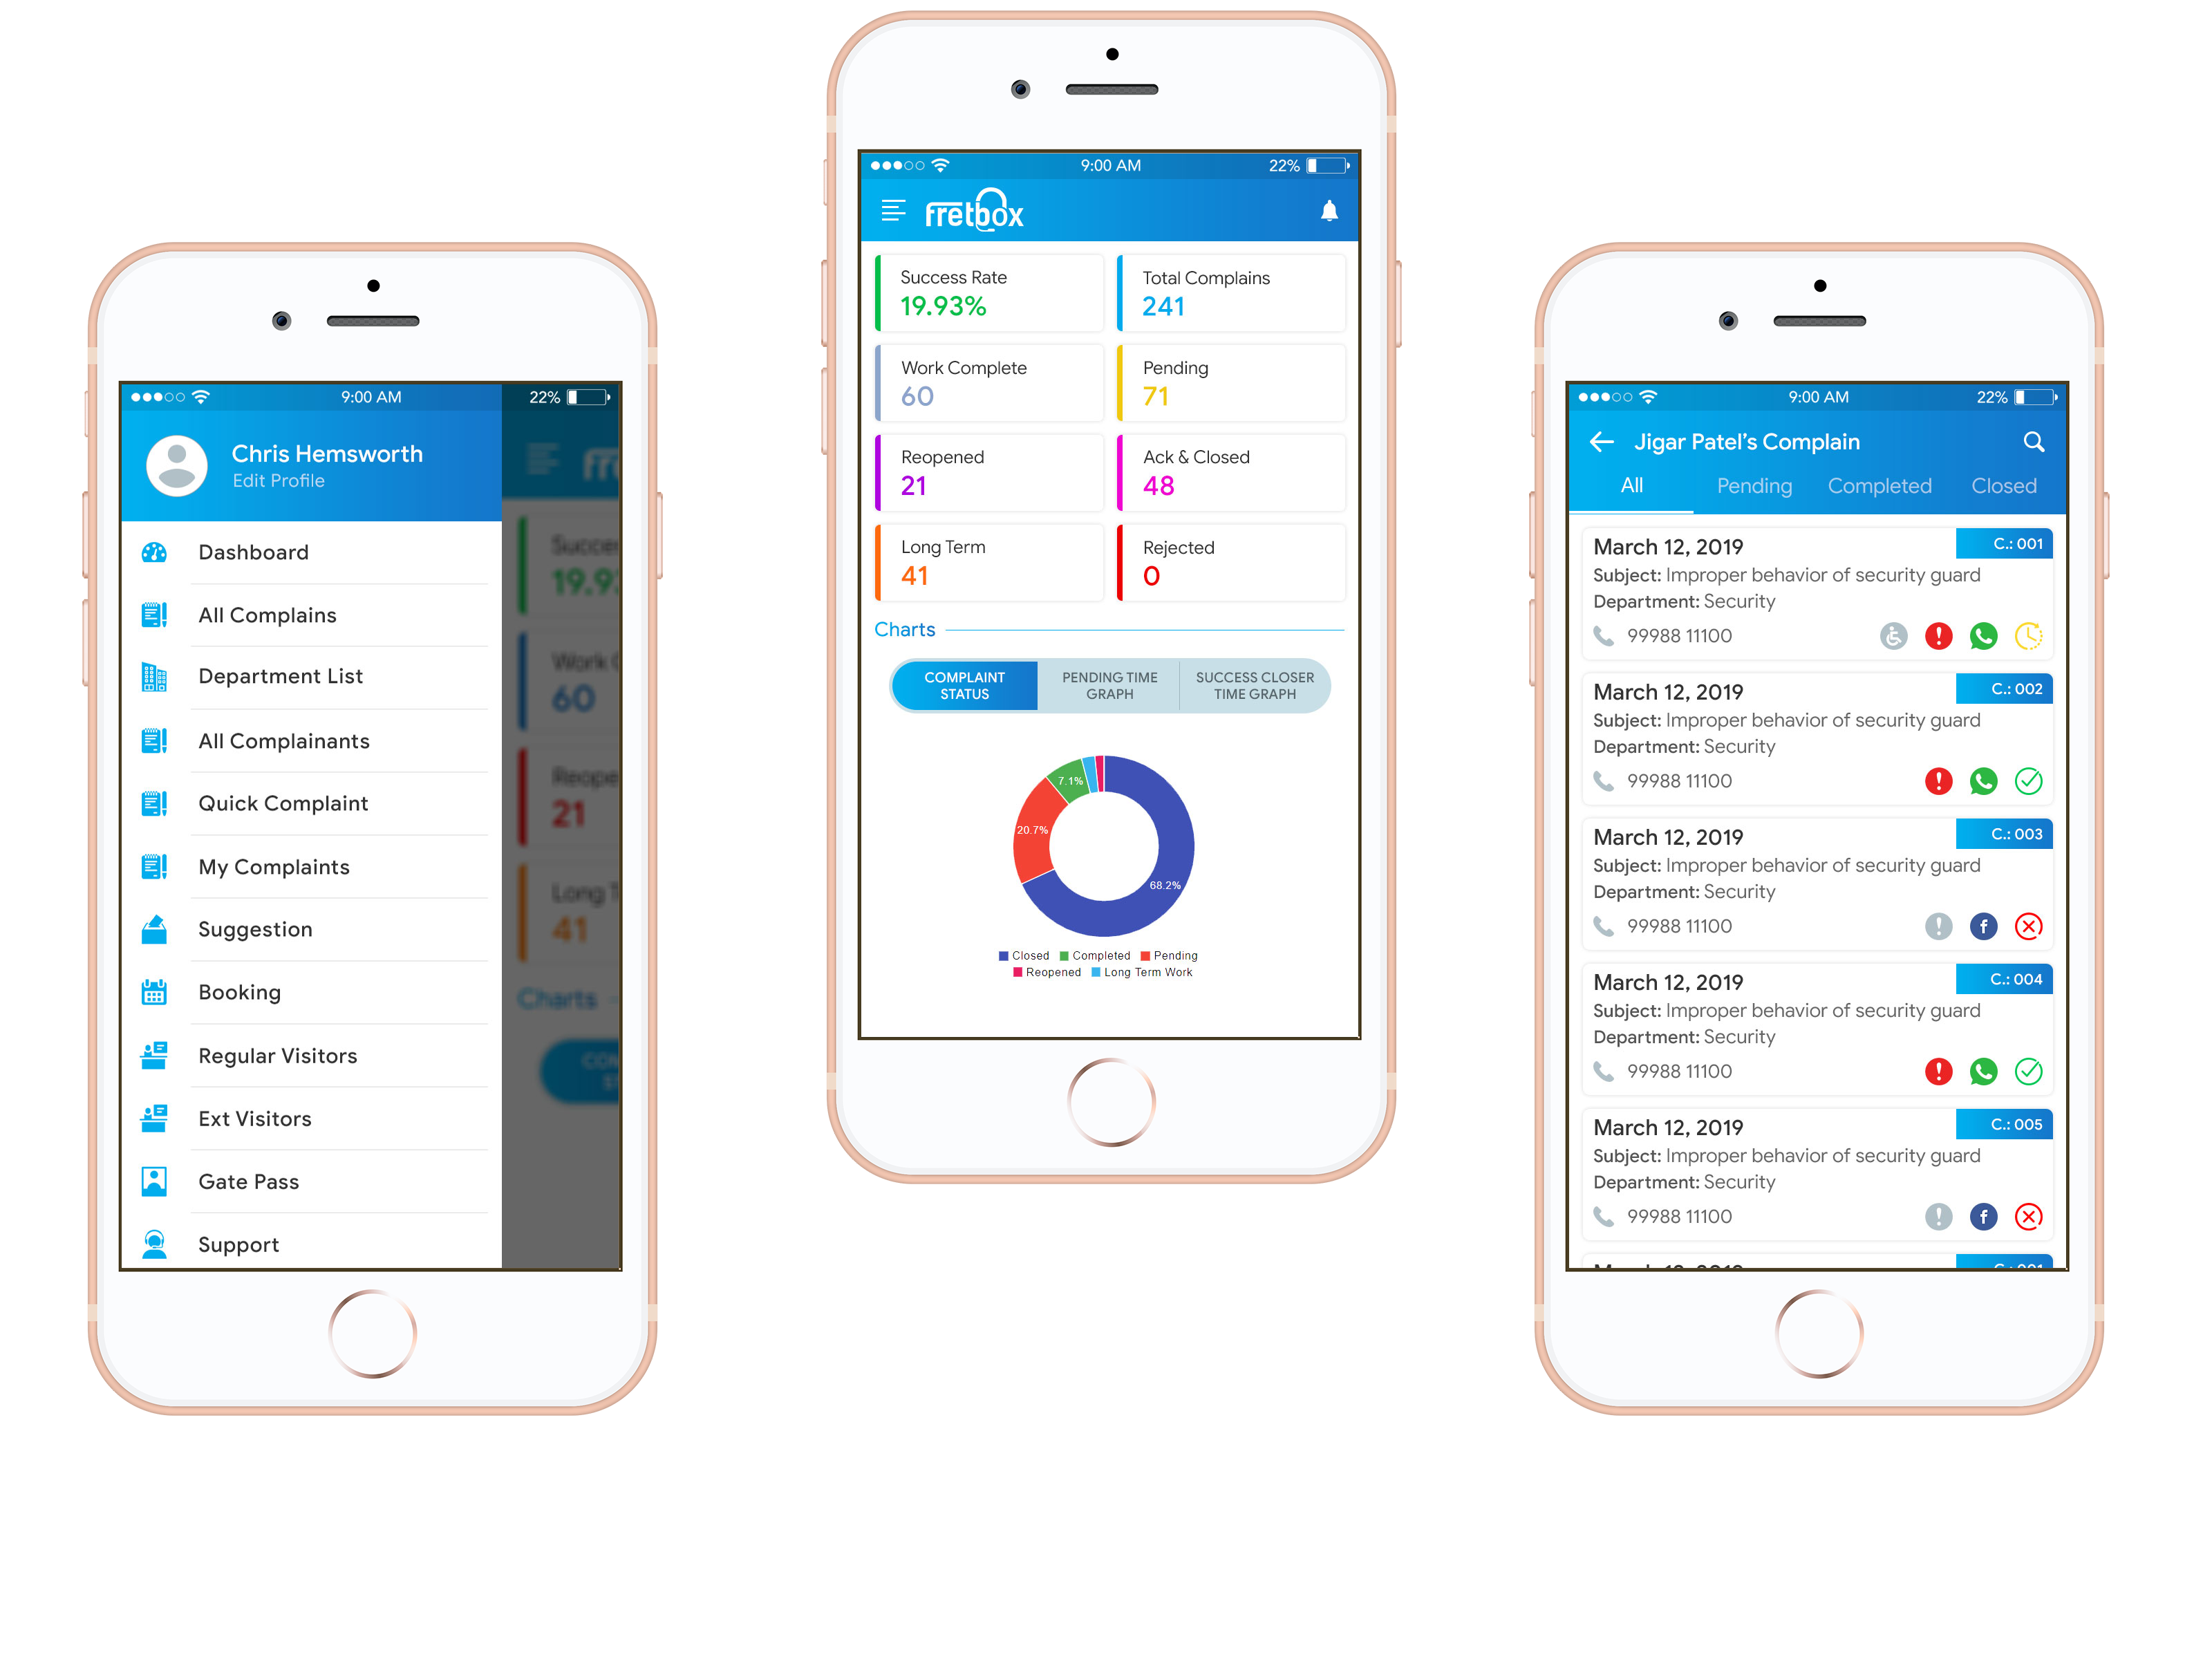 9:00 AM
22%
Chris Hemsworth
Edit Profile
Dashboard
All Complains
Department List
All Complainants
Quick Complaint
My Complaints
Suggestion
Booking
Regular Visitors
Ext Visitors
Gate Pass
Support
19.9
60
21
41
Charts
9:00 AM
22%
fretbox
Success Rate
19.93%
Total Complains
241
Work Complete
60
Pending
71
Reopened
21
Ack & Closed
48
Long Term
41
Rejected
0
Charts
COMPLAINT
STATUS
PENDING TIME
GRAPH
SUCCESS CLOSER
TIME GRAPH
7.1%
20.7%
68.2%
Closed Completed Pending
Reopened Long Term Work
9:00 AM
22%
Jigar Patel's Complain
All Pending Completed Closed
March 12, 2019
C.: 001
Subject: Improper behavior of security guard
Department: Security
99988 11100
March 12, 2019
C.: 002
Subject: Improper behavior of security guard
Department: Security
99988 11100
March 12, 2019
C.: 003
Subject: Improper behavior of security guard
Department: Security
99988 11100
March 12, 2019
C.: 004
Subject: Improper behavior of security guard
Department: Security
99988 11100
March 12, 2019
C.: 005
Subject: Improper behavior of security guard
Department: Security
99988 11100